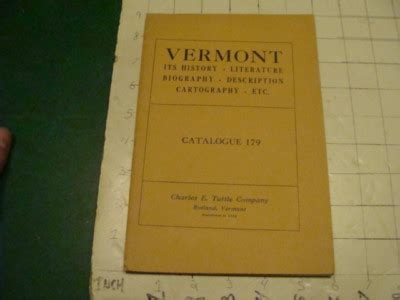 VERMONT
ITS HISTORY - LITERATURE
BIOGRAPHY - DESCRIPTION
CARTOGRAPHY - ETC.
CATALOGUE 179
Charles E. Tuttle Company
Rutland, Vermont
INCH